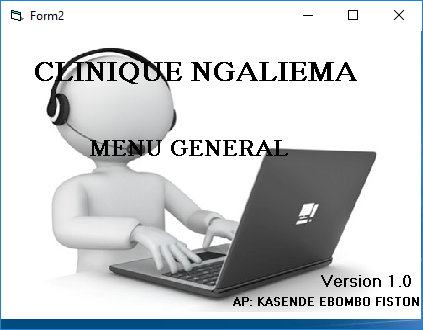 Form2
CLINIQUE NGALIEMA
MENU GENERAL
Version 1.0
AP: KASENDE EBOMBO FISTON